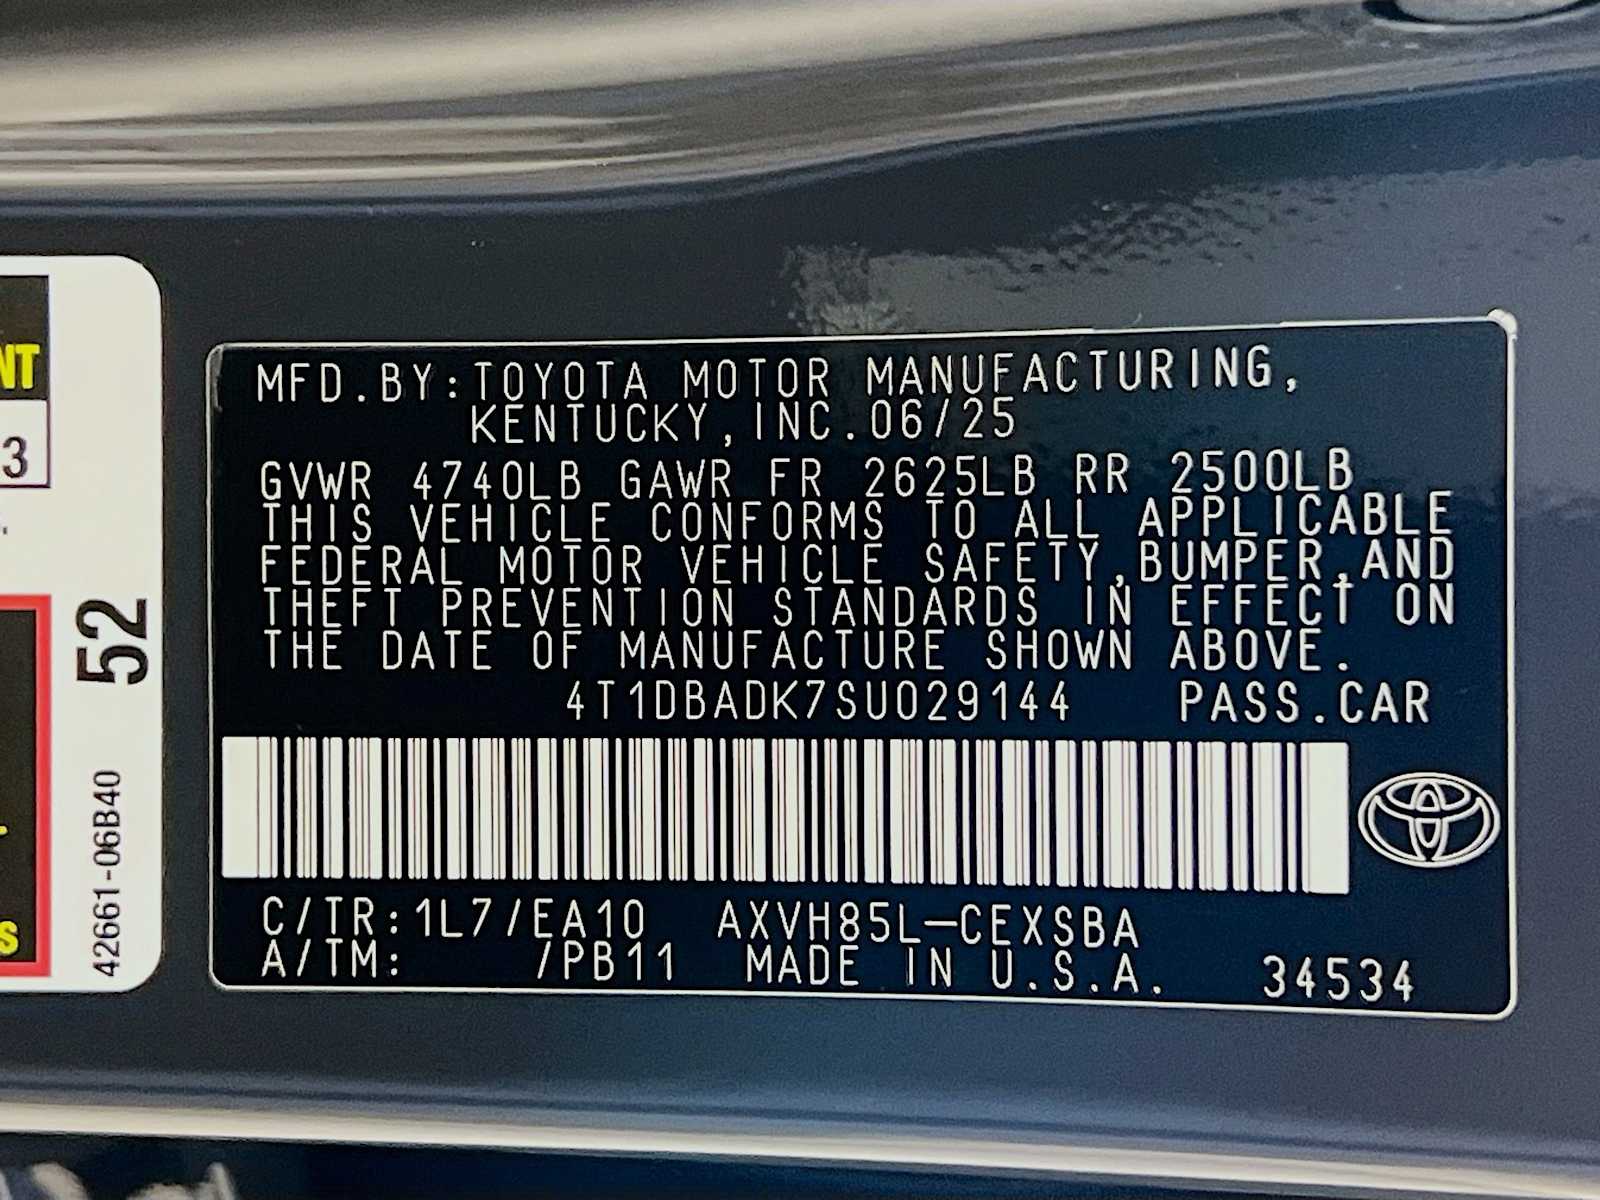 MFD.BY:TOYOTA MOTOR MANUFACTURING,
KENTUCKY,INC.06/25
GVWR 4740LB GAWR FR 2625LB RR 2500LB
THIS VEHICLE CONFORMS TO ALL APPLICABLE
FEDERAL MOTOR VEHICLE SAFETY,BUMPER,AND
THEFT PREVENTION STANDARDS IN EFFECT ON
THE DATE OF MANUFACTURE SHOWN ABOVE.
4T1DBADK7SU029144 PASS.CAR
C/TR:1L7/EA10 AXVH85L-CEXSBA
A/TM: /PB11 MADE IN U.S.A. 34534
NT
3
52
42661-06B40
S